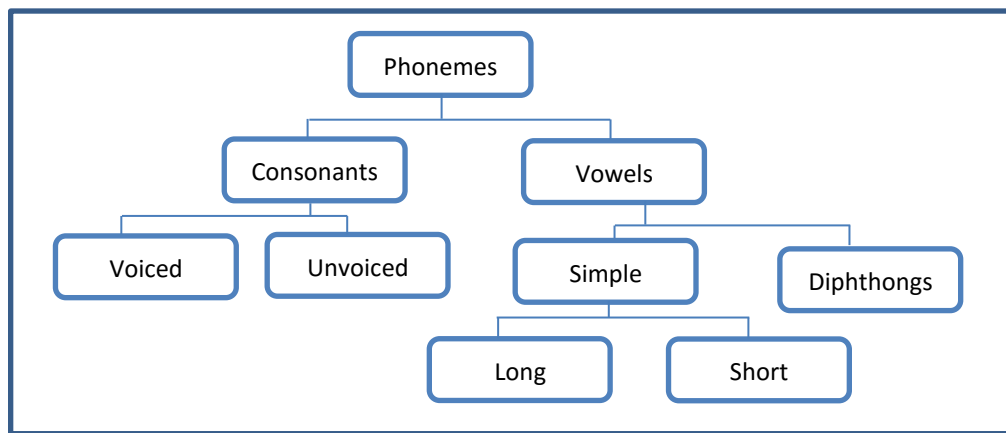 Phonemes
Consonants
Vowels
Voiced
Unvoiced
Simple
Diphthongs
Long
Short